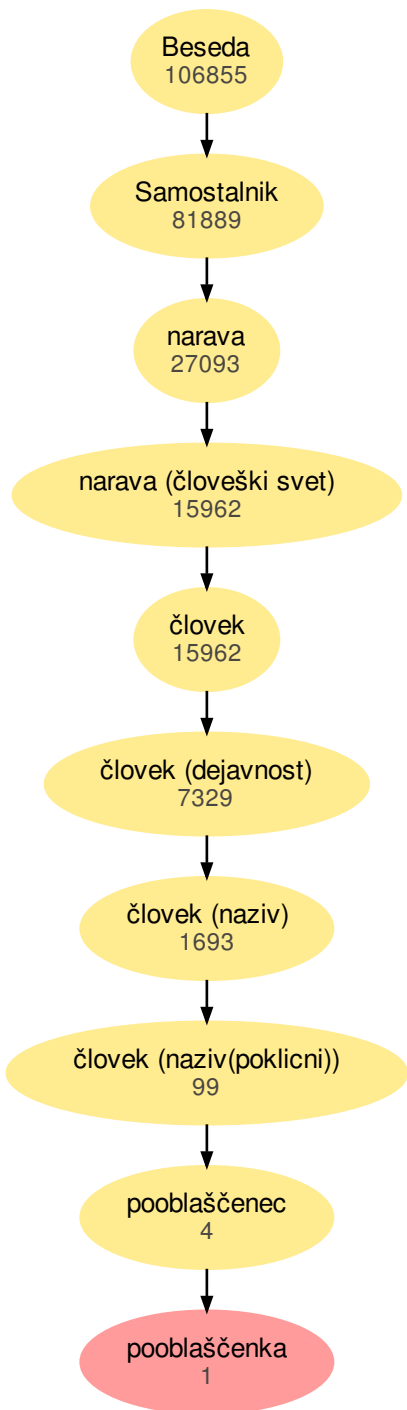 Beseda
106855
Samostalnik
81889
narava
27093
narava (človeški svet)
15962
človek
15962
človek (dejavnost)
7329
človek (naziv)
1693
človek (naziv(poklicni))
99
pooblaščenec
4
pooblaščenka
1